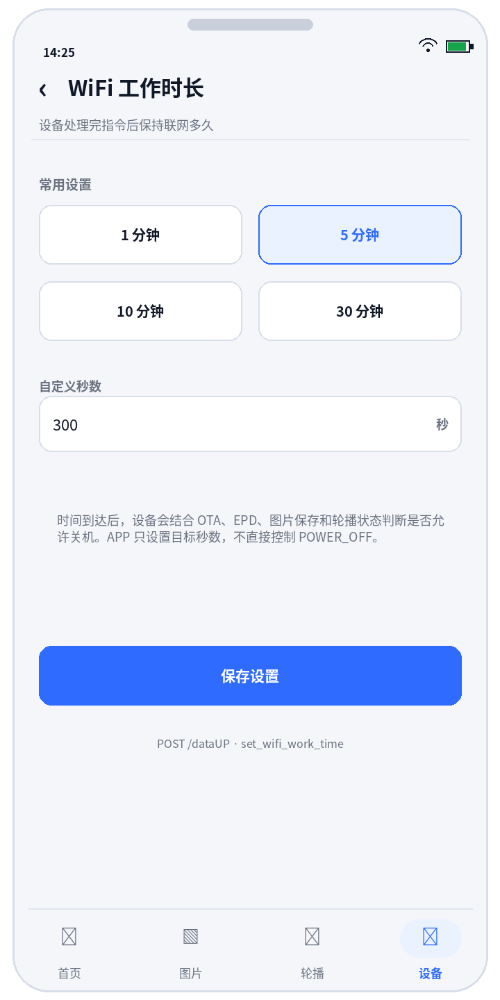 14:25
‹ WiFi 工作时长
设备处理完指令后保持联网多久
常用设置
1 分钟
5 分钟
10 分钟
30 分钟
自定义秒数
300 秒
时间到达后，设备会结合 OTA、EPD、图片保存和轮播状态判断是否允
许关机。APP 只设置目标秒数，不直接控制 POWER_OFF。
保存设置
POST /dataUP · set_wifi_work_time
首页 图片 轮播 设备